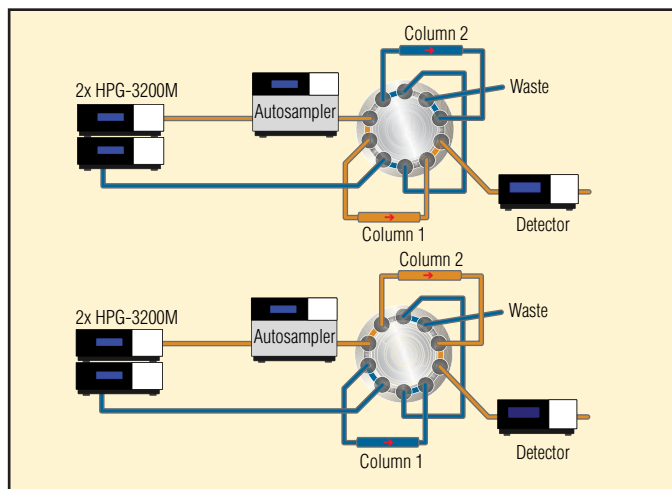 Column 2
2x HPG-3200M
Waste
Autosampler
Column 1
Detector
Column 2
2x HPG-3200M
Waste
Autosampler
Column 1
Detector